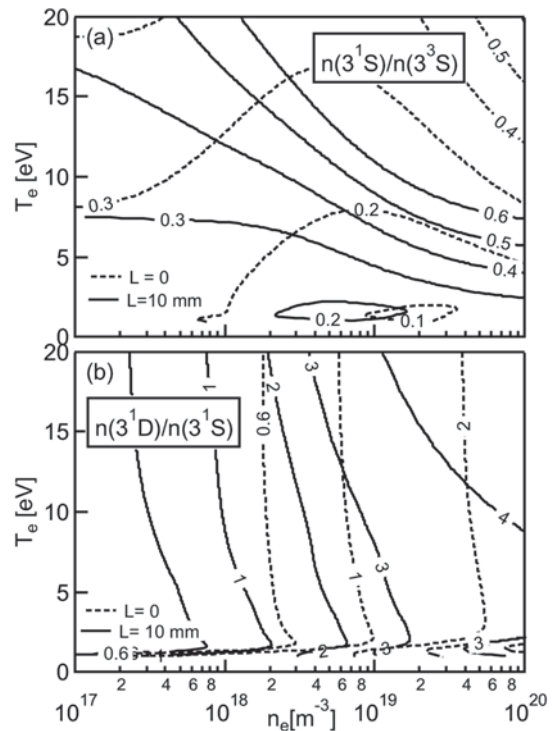 20
(a)
n(3¹S)/n(3³S)
0.5
0.4
15
Tₑ [eV]
10
0.3
0.6
0.3
0.2
0.5
5
0.4
L = 0
L=10 mm
0.2
0.1
0
20
(b)
1
2
3
n(3¹D)/n(3¹S)
0.6
2
15
Tₑ [eV]
10
4
1
1
3
5
L = 0
L= 10 mm
0.6
2
3
3
0
2 4 6 8 2 4 6 8 2 4 6 8
10¹⁷ 10¹⁸ 10¹⁹ 10²⁰
nₑ[m⁻³]